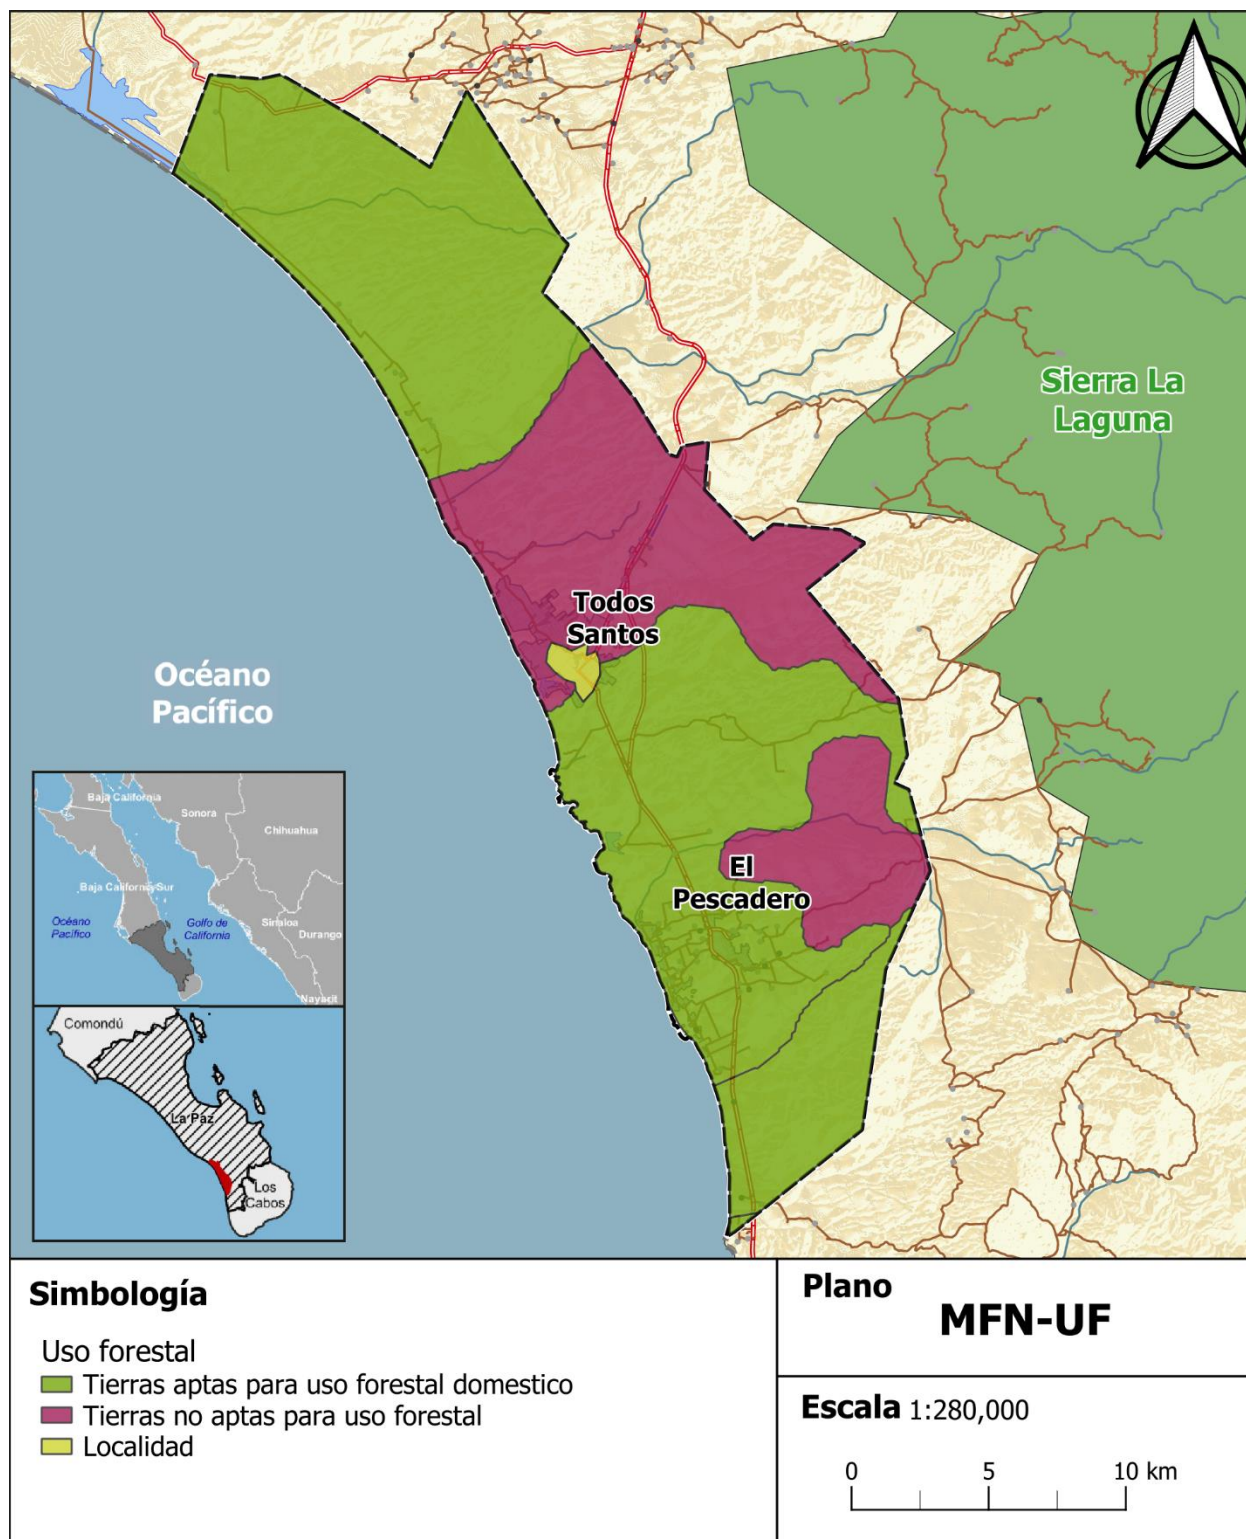 Sierra La
Laguna
Todos
Santos
Océano
Pacífico
El
Pescadero
Baja California
Sonora
Chihuahua
Baja California Sur
Océano
Pacífico
Golfo de
California
Sinaloa
Durango
Nayarit
Comondú
La Paz
Los
Cabos
Simbología
Uso forestal
Tierras aptas para uso forestal domestico
Tierras no aptas para uso forestal
Localidad
Plano
MFN-UF
Escala 1:280,000
0 5 10 km